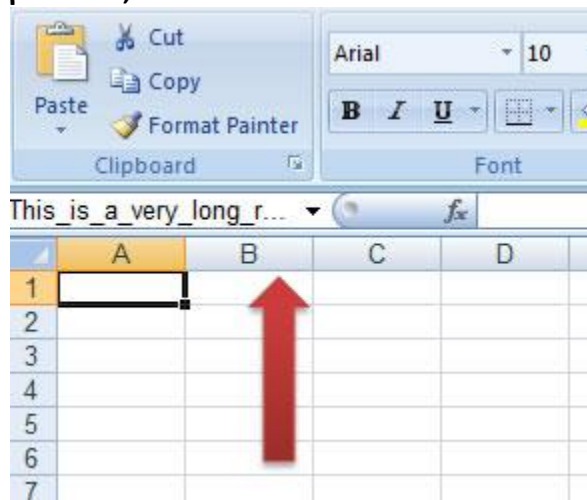 Cut
Copy
Paste
Format Painter
Clipboard
Arial 10
B I U
Font
This_is_a_very_long_r... fx
A B C D
1
2
3
4
5
6
7